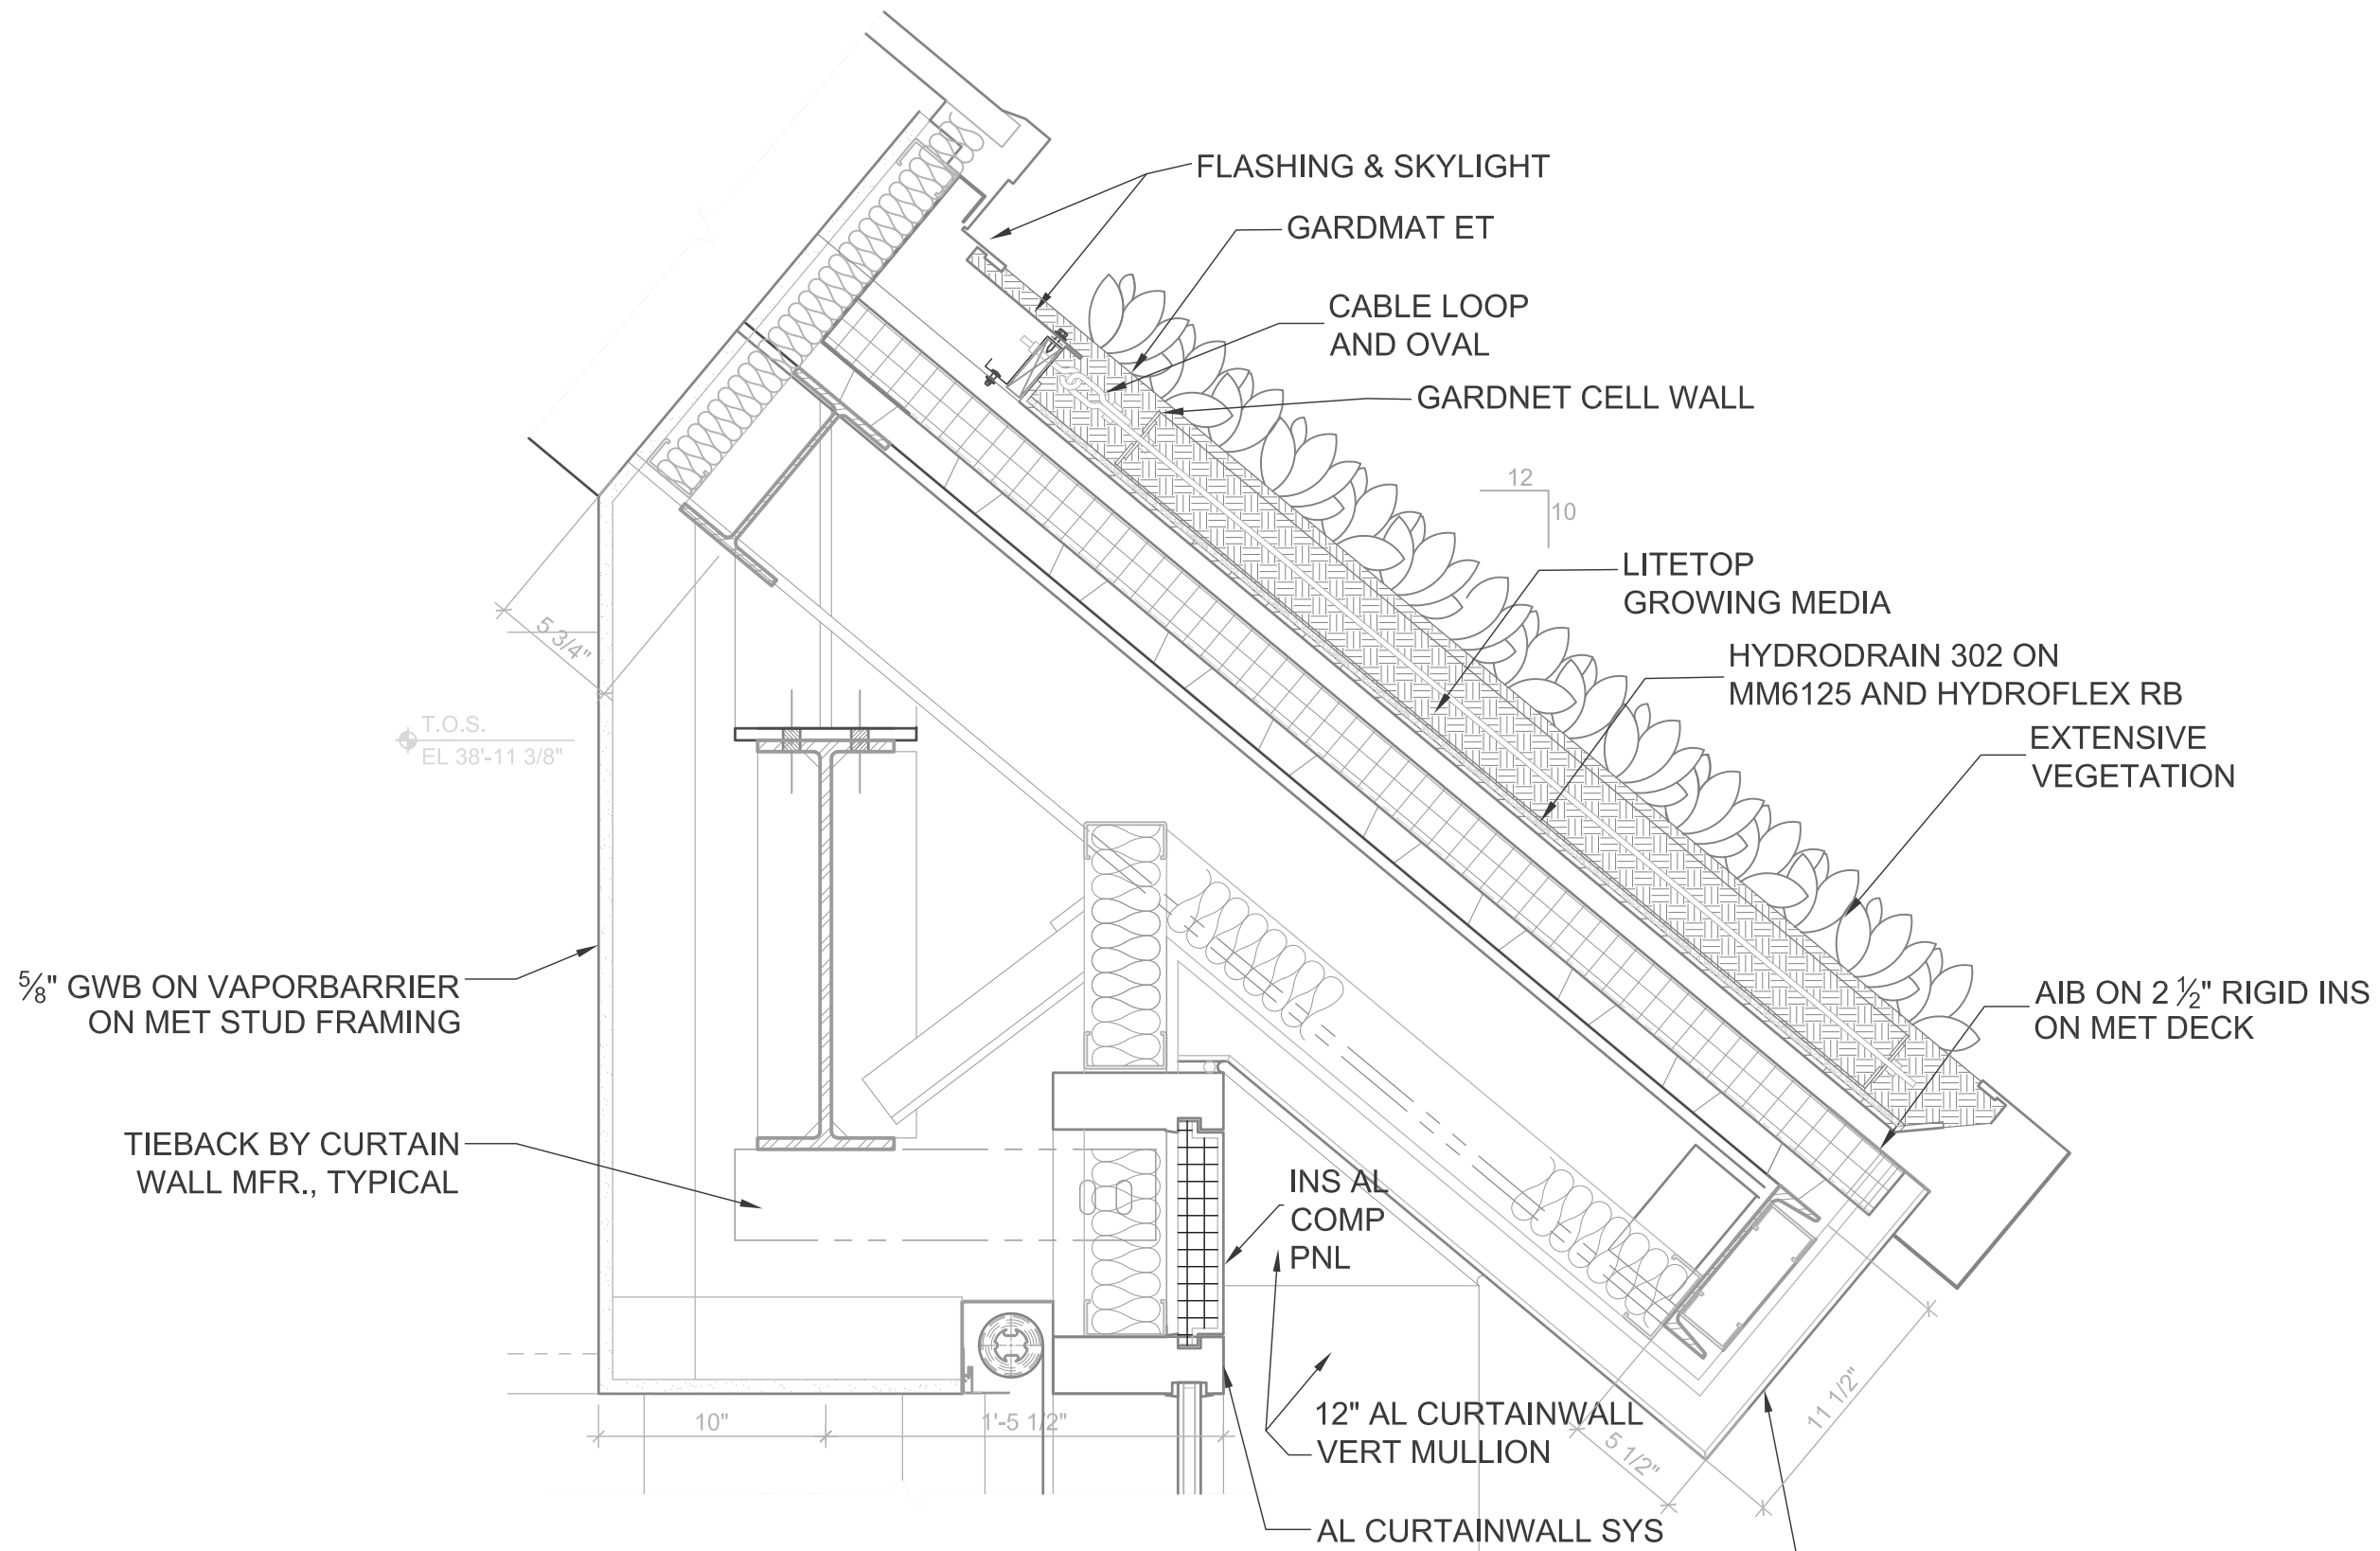 FLASHING & SKYLIGHT
GARDMAT ET
CABLE LOOP
AND OVAL
GARDNET CELL WALL
12
10
LITETOP
GROWING MEDIA
HYDRODRAIN 302 ON
MM6125 AND HYDROFLEX RB
EXTENSIVE
VEGETATION
5 3/4"
T.O.S.
EL 38'-11 3/8"
⅝" GWB ON VAPORBARRIER
ON MET STUD FRAMING
AIB ON 2 ½" RIGID INS
ON MET DECK
TIEBACK BY CURTAIN
WALL MFR., TYPICAL
INS AL
COMP
PNL
10"
1'-5 1/2"
12" AL CURTAINWALL
VERT MULLION
5 1/2"
11 1/2"
AL CURTAINWALL SYS